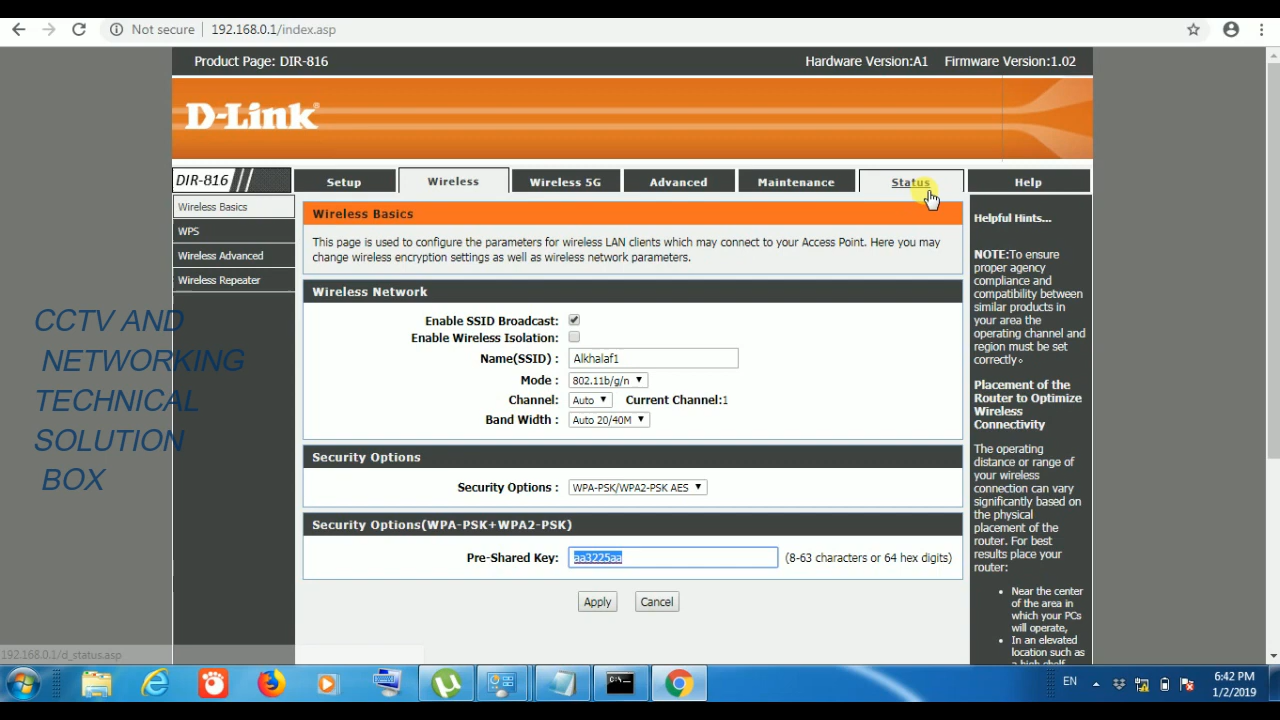 Not secure
192.168.0.1/index.asp
Product Page: DIR-816
Hardware Version:A1
Firmware Version:1.02
D-Link
DIR-816
Setup
Wireless
Wireless 5G
Advanced
Maintenance
Status
Help
Wireless Basics
WPS
Wireless Advanced
Wireless Repeater
Wireless Basics
This page is used to configure the parameters for wireless LAN clients which may connect to your Access Point. Here you may
change wireless encryption settings as well as wireless network parameters.
Wireless Network
Enable SSID Broadcast:
Enable Wireless Isolation:
Name(SSID) : Alkhalaf1
Mode : 802.11b/g/n
Channel: Auto Current Channel:1
Band Width : Auto 20/40M
Security Options
Security Options : WPA-PSK/WPA2-PSK AES
Security Options(WPA-PSK+WPA2-PSK)
Pre-Shared Key: aa3225aa (8-63 characters or 64 hex digits)
Apply Cancel
Helpful Hints...
NOTE:To ensure
proper agency
compliance and
compatibility between
similar products in
your area the
operating channel and
region must be set
correctly。
Placement of the
Router to Optimize
Wireless
Connectivity
The operating
distance or range of
your wireless
connection can vary
significantly based on
the physical
placement of the
router. For best
results place your
router:
• Near the center
of the area in
which your PCs
will operate,
• In an elevated
location such as
a high shelf
CCTV AND
NETWORKING
TECHNICAL
SOLUTION
BOX
192.168.0.1/d_status.asp
EN
6:42 PM
1/2/2019